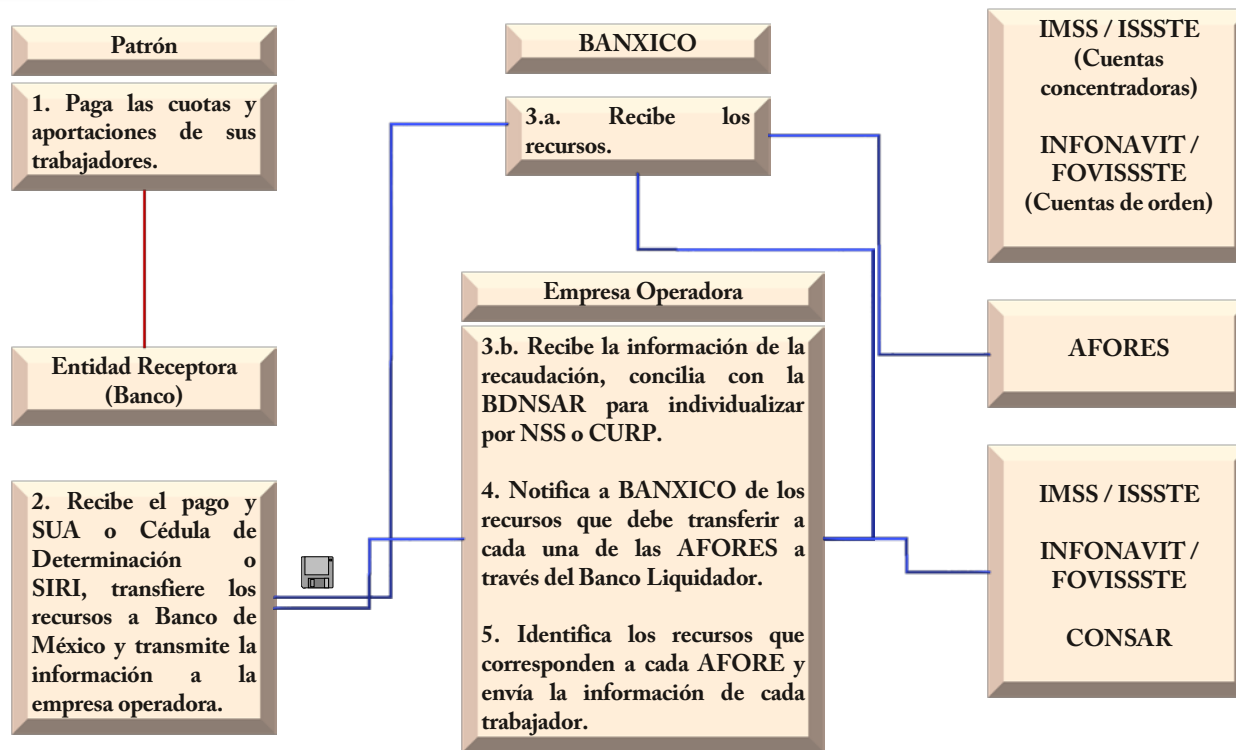 Patrón
1. Paga las cuotas y
aportaciones de sus
trabajadores.
Entidad Receptora
(Banco)
2. Recibe el pago y
SUA o Cédula de
Determinación o
SIRI, transfiere los
recursos a Banco de
México y transmite la
información a la
empresa operadora.
BANXICO
3.a. Recibe los
recursos.
Empresa Operadora
3.b. Recibe la información de la
recaudación, concilia con la
BDNSAR para individualizar
por NSS o CURP.
4. Notifica a BANXICO de los
recursos que debe transferir a
cada una de las AFORES a
través del Banco Liquidador.
5. Identifica los recursos que
corresponden a cada AFORE y
envía la información de cada
trabajador.
IMSS / ISSSTE
(Cuentas
concentradoras)
INFONAVIT /
FOVISSSTE
(Cuentas de orden)
AFORES
IMSS / ISSSTE
INFONAVIT /
FOVISSSTE
CONSAR